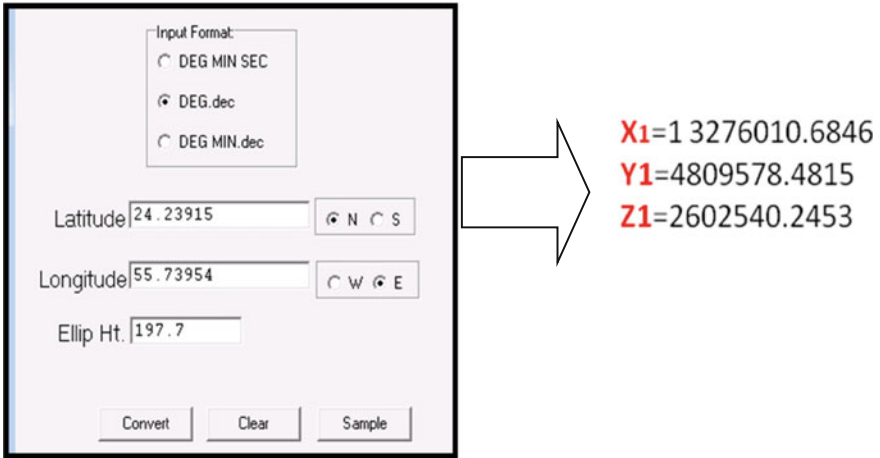 Input Format:
DEG MIN SEC
DEG.dec
DEG MIN.dec
Latitude 24.23915 N S
Longitude 55.73954 W E
Ellip Ht. 197.7
Convert Clear Sample
X1=1 3276010.6846
Y1=4809578.4815
Z1=2602540.2453